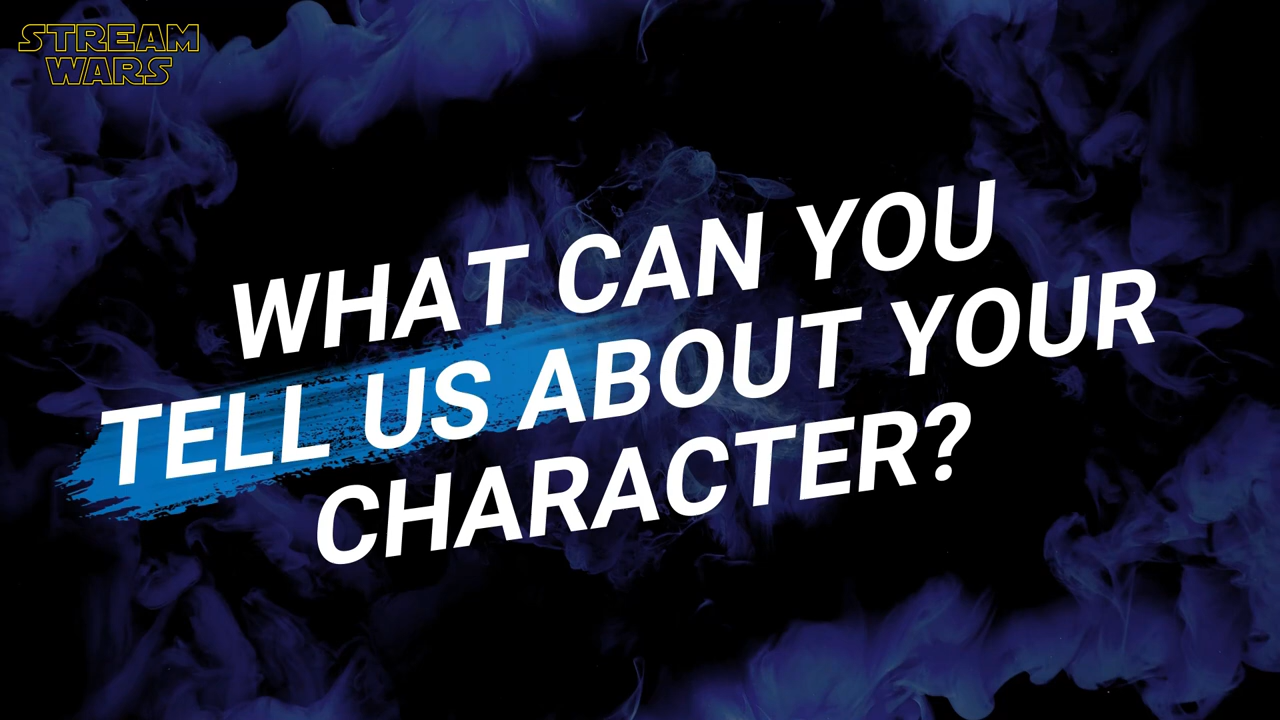 STREAM
WARS
WHAT CAN YOU
TELL US ABOUT YOUR
CHARACTER?